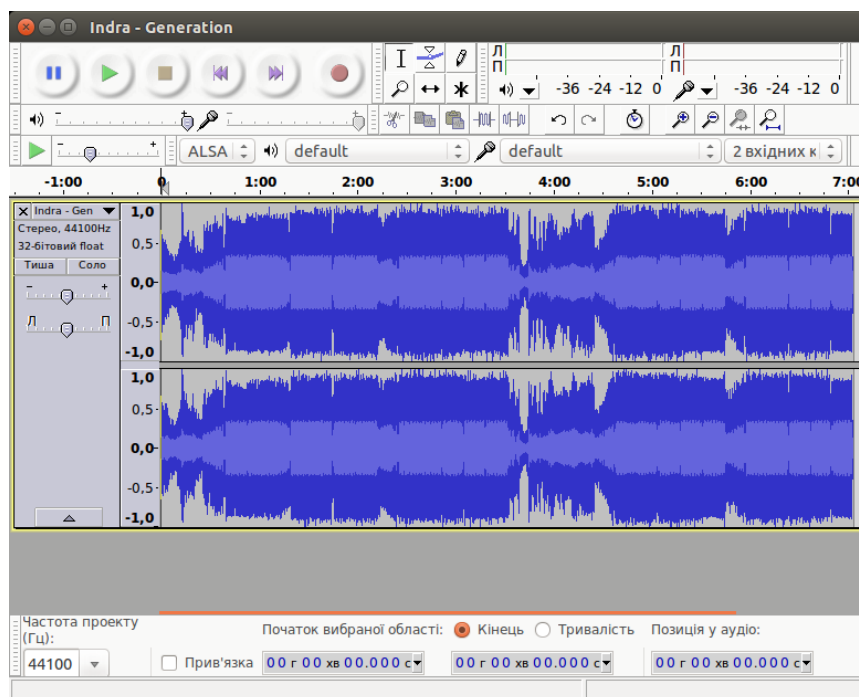 Indra - Generation
Л
П
-36 -24 -12 0
Л
П
-36 -24 -12 0
ALSA
default
default
2 вхідних к
-1:00 0 1:00 2:00 3:00 4:00 5:00 6:00 7:00
Indra - Gen
Стерео, 44100Hz
32-бітовий float
Тиша Соло
- +
Л П
1,0
0,5
0,0
-0,5
-1,0
1,0
0,5
0,0
-0,5
-1,0
Частота проекту
(Гц):
44100
Прив'язка
Початок вибраної області:
Кінець
Тривалість
Позиція у аудіо:
00 г 00 хв 00.000 с
00 г 00 хв 00.000 с
00 г 00 хв 00.000 с